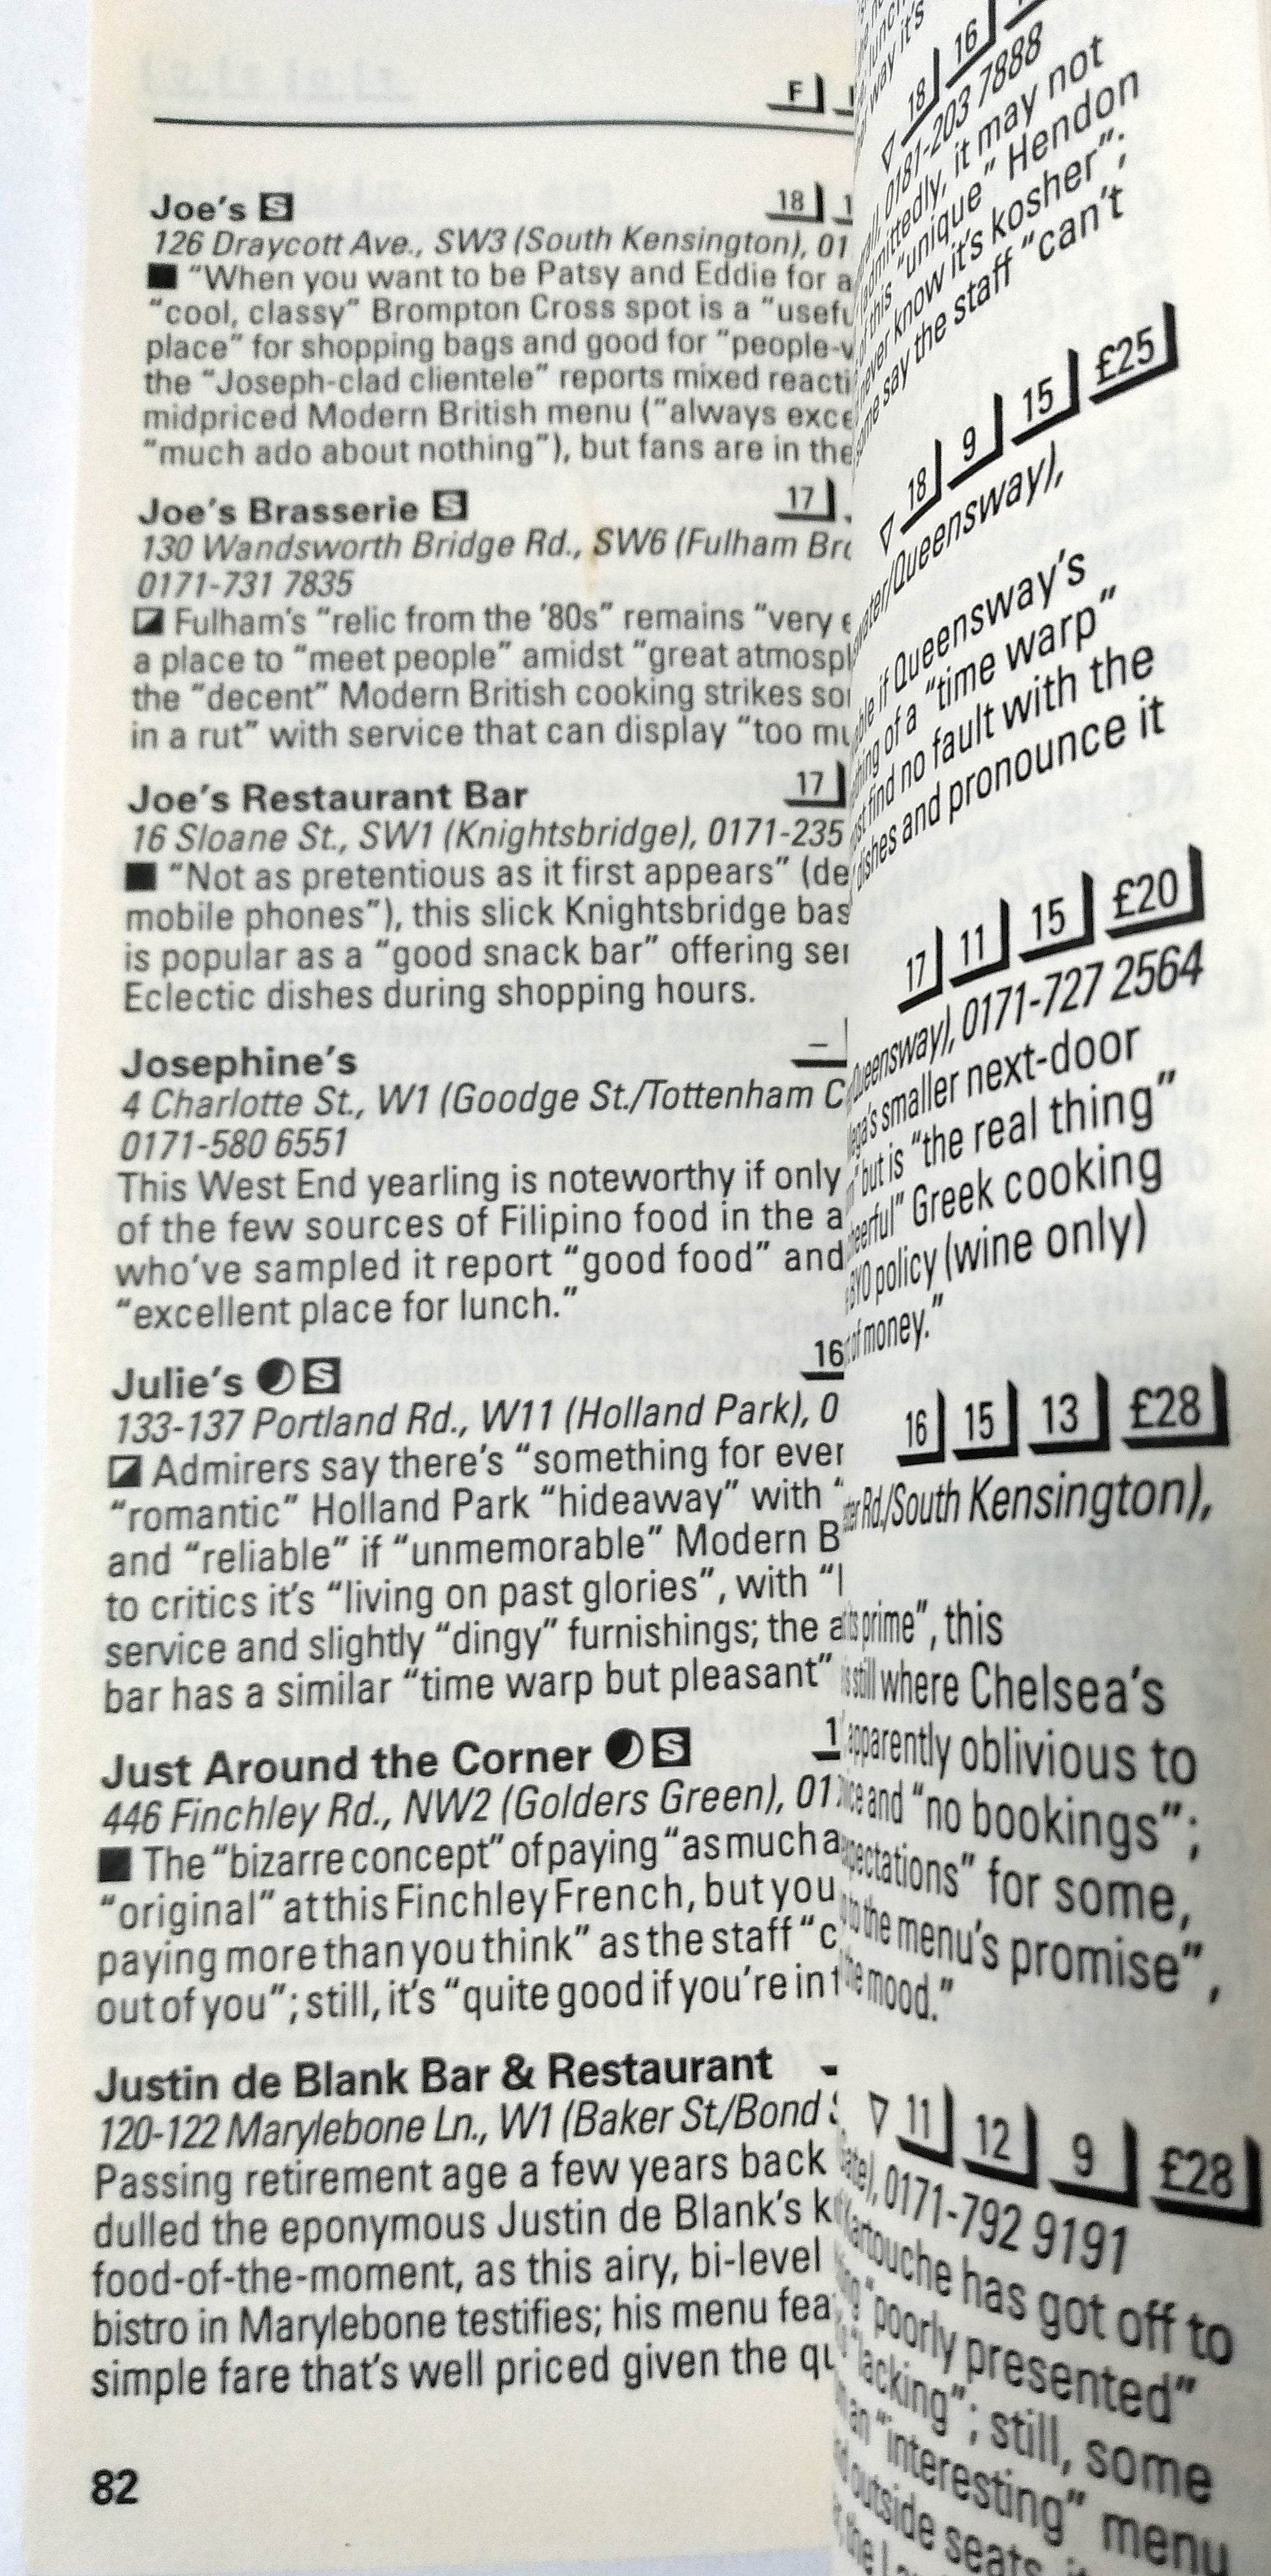 F
Joe's S 18
126 Draycott Ave., SW3 (South Kensington), 01
"When you want to be Patsy and Eddie for a
"cool, classy" Brompton Cross spot is a
place" for shopping bags and good for
the "Joseph-clad clientele" reports mixed
midpriced Modern British menu ("always
"much ado about nothing"), but fans are in the
Joe's Brasserie S 17
130 Wandsworth Bridge Rd., SW6 (Fulham
0171-731 7835
Fulham's "relic from the '80s" remains "very
a place to "meet people" amidst "great
the "decent" Modern British cooking strikes
in a rut" with service that can display "too
Joe's Restaurant Bar 17
16 Sloane St., SW1 (Knightsbridge), 0171-235
"Not as pretentious as it first appears" (de
mobile phones"), this slick Knightsbridge bas
is popular as a "good snack bar" offering
Eclectic dishes during shopping hours.
Josephine's –
4 Charlotte St., W1 (Goodge St./Tottenham C
0171-580 6551
This West End yearling is noteworthy if only
of the few sources of Filipino food in the a
who've sampled it report "good food" and
"excellent place for lunch."
Julie's S 16
133-137 Portland Rd., W11 (Holland Park), 0
Admirers say there's "something for ever
"romantic" Holland Park "hideaway" with "
and "reliable" if "unmemorable" Modern B
to critics it's "living on past glories", with "
service and slightly "dingy" furnishings; the a
bar has a similar "time warp but pleasant"
Just Around the Corner S 1
446 Finchley Rd., NW2 (Golders Green), 01
The "bizarre concept" of paying "as much a
"original" at this Finchley French, but you
paying more than you think" as the staff "c
out of you"; still, it's "quite good if you're in
Justin de Blank Bar & Restaurant –
120-122 Marylebone Ln., W1 (Baker St./Bond
Passing retirement age a few years back
dulled the eponymous Justin de Blank's k
food-of-the-moment, as this airy, bi-level
bistro in Marylebone testifies; his menu fea
simple fare that's well priced given the
82
way it's
18 16
0181-203 7888
it may not
of this "unique" Hendon
never know it's kosher";
say the staff "can't
18 9 15 £25
Queensway),
if Queensway's
of a "time warp"
find no fault with the
dishes and pronounce it
17 11 15 £20
0171-727 2564
smaller next-door
but is "the real thing"
Greek cooking
BYO policy (wine only)
of money."
16 15 13 £28
Rd./South Kensington),
prime", this
still where Chelsea's
apparently oblivious to
and "no bookings";
for some,
the menu's promise",
mood."
11 12 9 £28
0171-792 9191
has got off to
"poorly presented"
"lacking"; still, some
an "interesting" menu
outside seats
the